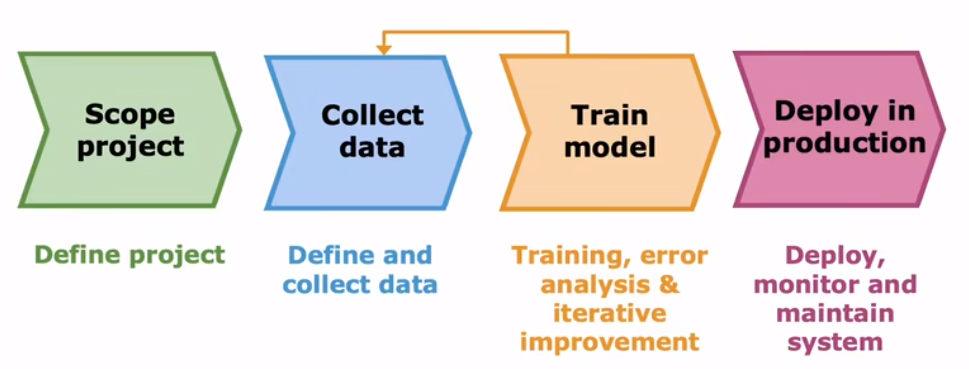 Scope
project
Collect
data
Train
model
Deploy in
production
Define project
Define and
collect data
Training, error
analysis &
iterative
improvement
Deploy,
monitor and
maintain
system